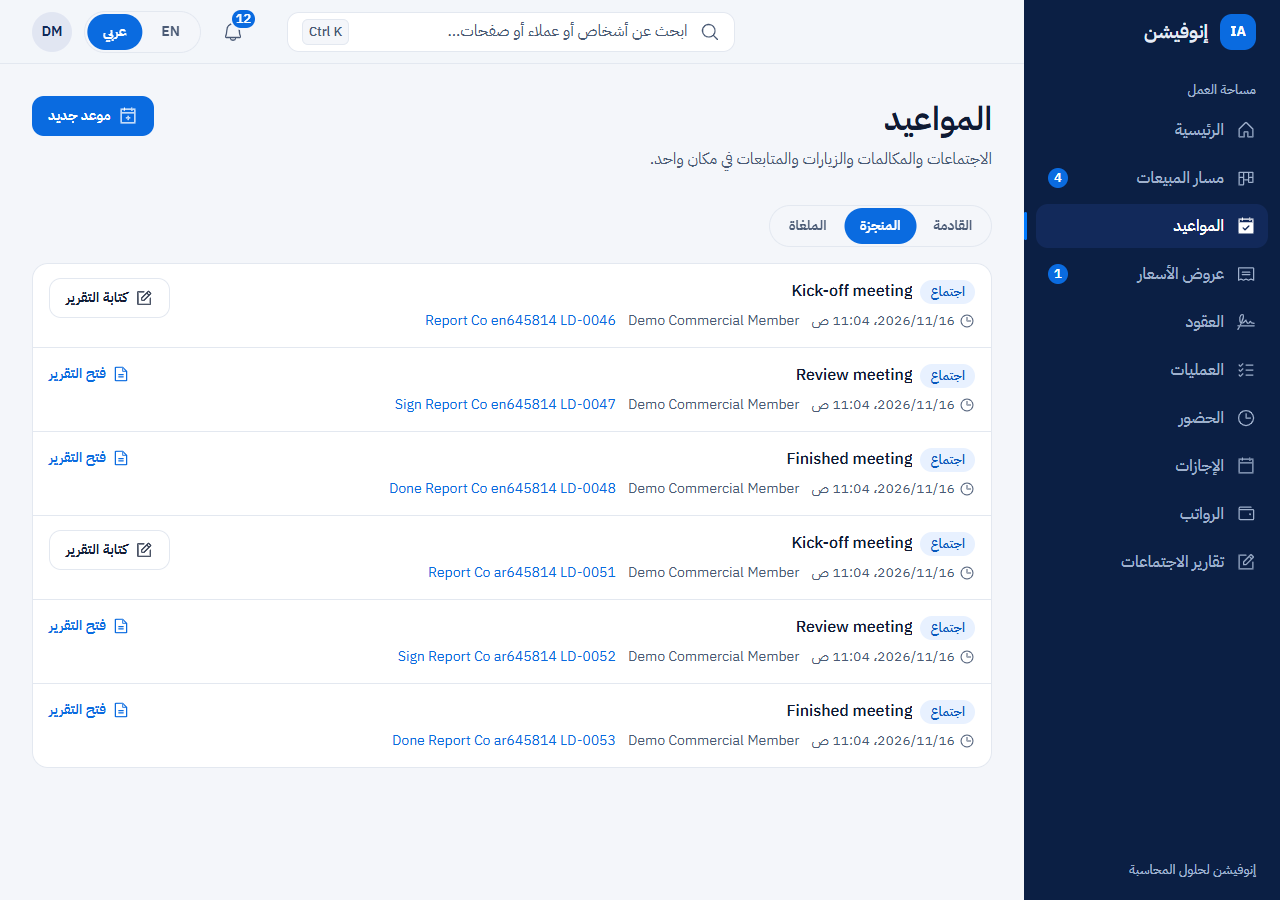 IA إنوفيشن
مساحة العمل
الرئيسية
مسار المبيعات 4
المواعيد
عروض الأسعار 1
العقود
العمليات
الحضور
الإجازات
الرواتب
تقارير الاجتماعات
إنوفيشن لحلول المحاسبة
ابحث عن أشخاص أو عملاء أو صفحات... Ctrl K
12
EN عربي
DM
المواعيد
الاجتماعات والمكالمات والزيارات والمتابعات في مكان واحد.
موعد جديد
القادمة المنجزة الملغاة
اجتماع Kick-off meeting
2026/11/16، 11:04 ص Demo Commercial Member Report Co en645814 LD-0046
كتابة التقرير
اجتماع Review meeting
2026/11/16، 11:04 ص Demo Commercial Member Sign Report Co en645814 LD-0047
فتح التقرير
اجتماع Finished meeting
2026/11/16، 11:04 ص Demo Commercial Member Done Report Co en645814 LD-0048
فتح التقرير
اجتماع Kick-off meeting
2026/11/16، 11:04 ص Demo Commercial Member Report Co ar645814 LD-0051
كتابة التقرير
اجتماع Review meeting
2026/11/16، 11:04 ص Demo Commercial Member Sign Report Co ar645814 LD-0052
فتح التقرير
اجتماع Finished meeting
2026/11/16، 11:04 ص Demo Commercial Member Done Report Co ar645814 LD-0053
فتح التقرير